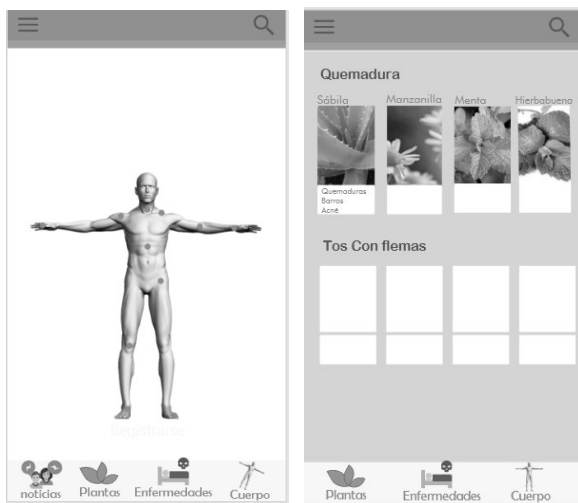 Registrarse
noticias Plantas Enfermedades Cuerpo
Quemadura
Sábila Manzanilla Menta Hierbabuena
Quemaduras
Barros
Acné
Tos Con flemas
Plantas Enfermedades Cuerpo